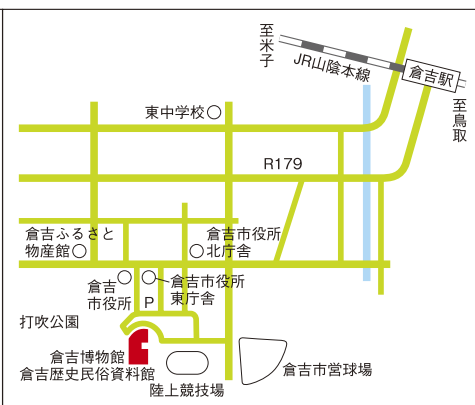 至米子
JR山陰本線
倉吉駅
至鳥取
東中学校
R179
倉吉ふるさと
物産館
倉吉市役所
北庁舎
倉吉
市役所
P
倉吉市役所
東庁舎
打吹公園
倉吉博物館
倉吉歴史民俗資料館
陸上競技場
倉吉市営球場